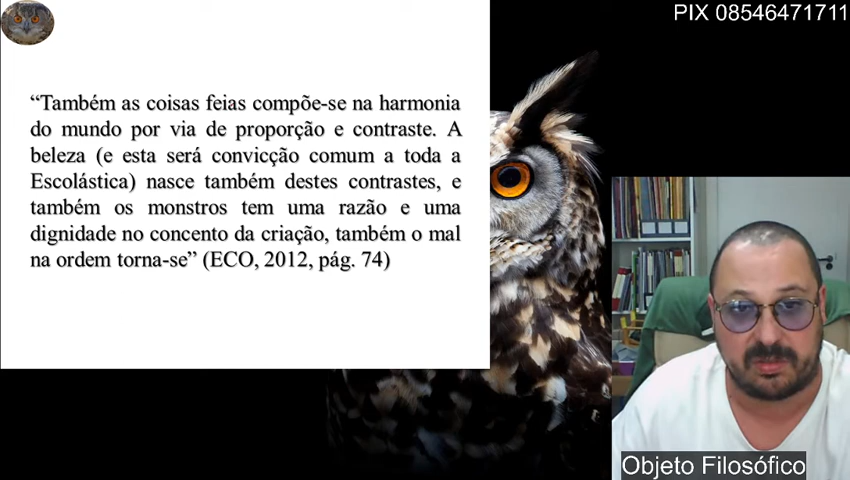 PIX 08546471711
“Também as coisas feias compõe-se na harmonia
do mundo por via de proporção e contraste. A
beleza (e esta será convicção comum a toda a
Escolástica) nasce também destes contrastes, e
também os monstros tem uma razão e uma
dignidade no concento da criação, também o mal
na ordem torna-se” (ECO, 2012, pág. 74)
Objeto Filosófico